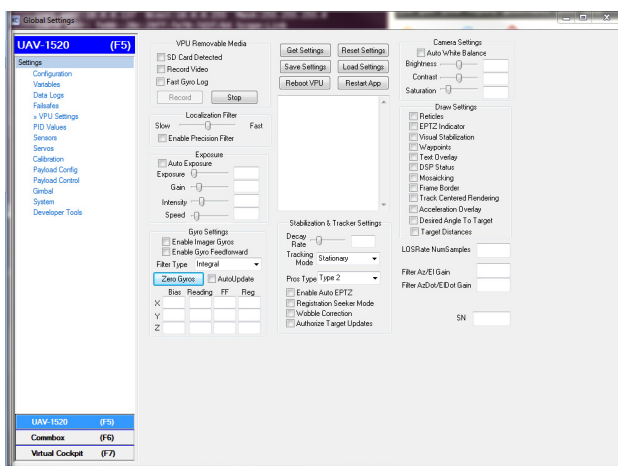 Global Settings
UAV-1520 (F5)
Settings
Configuration
Variables
Data Logs
Failsafes
» VPU Settings
PID Values
Sensors
Servos
Calibration
Payload Config
Payload Control
Gimbal
System
Developer Tools
UAV-1520 (F5)
Commbox (F6)
Virtual Cockpit (F7)
VPU Removable Media
SD Card Detected
Record Video
Fast Gyro Log
Record Stop
Localization Filter
Slow Fast
Enable Precision Filter
Exposure
Auto Exposure
Exposure
Gain
Intensity
Speed
Gyro Settings
Enable Imager Gyros
Enable Gyro Feedforward
Filter Type Integral
Zero Gyros AutoUpdate
Bias Reading FF Reg
X
Y
Z
Get Settings Reset Settings
Save Settings Load Settings
Reboot VPU Restart App
Stabilization & Tracker Settings
Decay
Rate
Tracking
Mode Stationary
Pros Type Type 2
Enable Auto EPTZ
Registration Seeker Mode
Wobble Correction
Authorize Target Updates
Camera Settings
Auto White Balance
Brightness
Contrast
Saturation
Draw Settings
Reticles
EPTZ Indicator
Visual Stabilization
Waypoints
Text Overlay
DSP Status
Mosaicking
Frame Border
Track Centered Rendering
Acceleration Overlay
Desired Angle To Target
Target Distances
LOSRate NumSamples
Filter Az/El Gain
Filter AzDot/ElDot Gain
SN